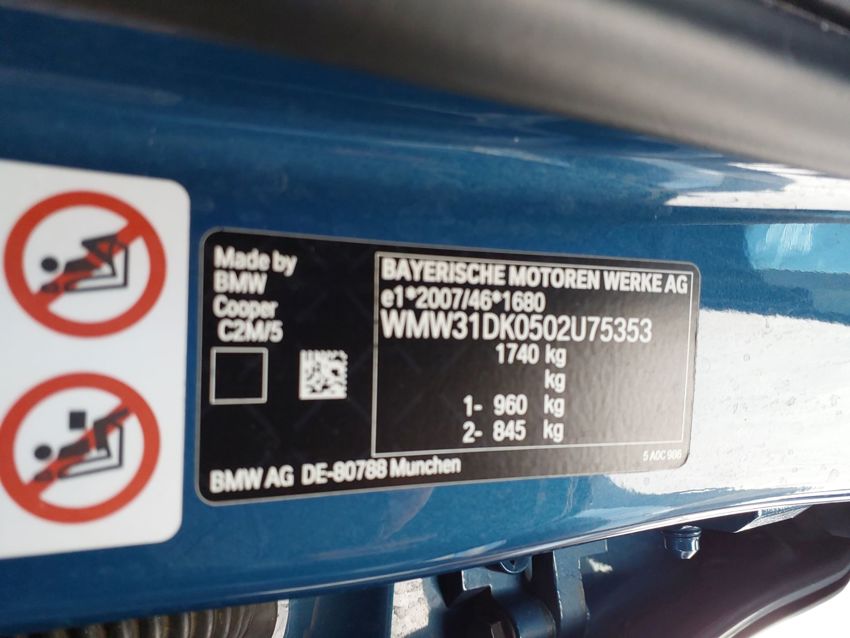 Made by
BMW
Cooper
C2M/5
BAYERISCHE MOTOREN WERKE AG
e1*2007/46*1680
WMW31DK0502U75353
1740 kg
kg
1- 960 kg
2- 845 kg
5 A0C 986
BMW AG DE-80788 Munchen